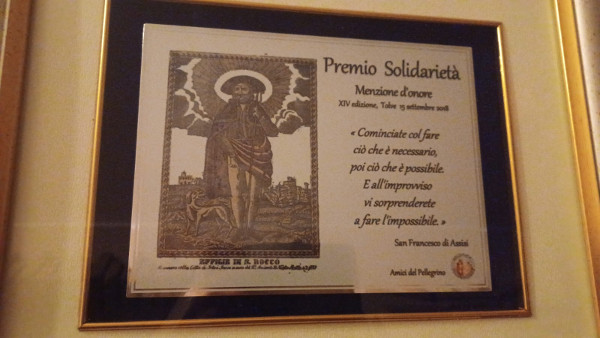 Premio Solidarietà
Menzione d'onore
XIV edizione, Tolve 15 settembre 2018
« Cominciate col fare
ciò che è necessario,
poi ciò che è possibile.
E all'improvviso
vi sorprenderete
a fare l'impossibile. »
San Francesco di Assisi
Amici del Pellegrino
EFFIGIE DI S. ROCCO